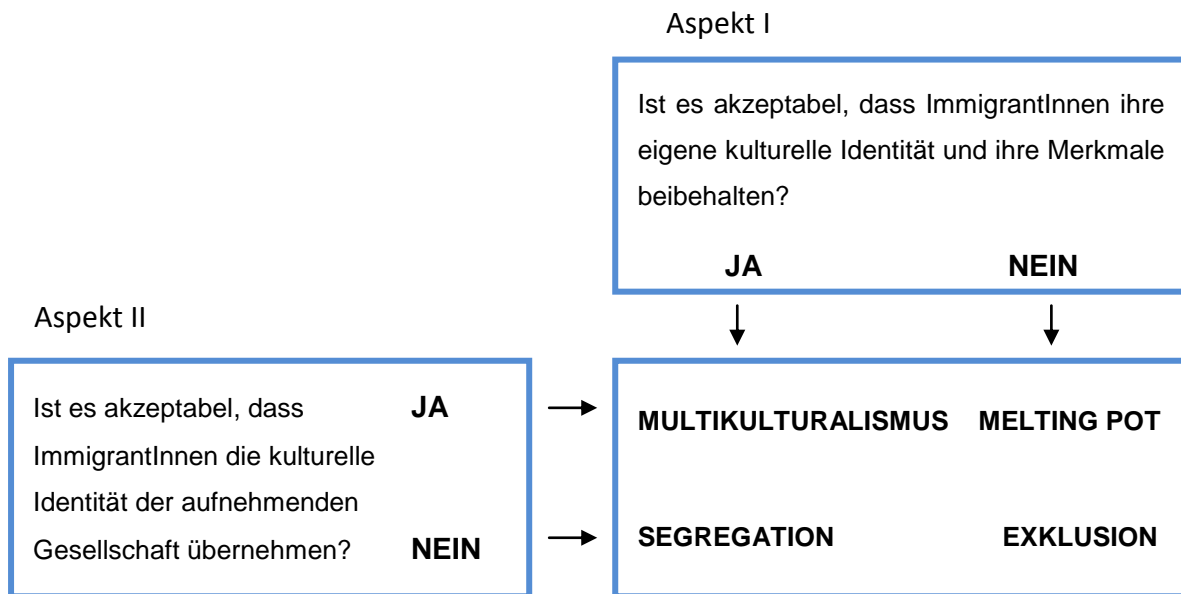 Aspekt I
Ist es akzeptabel, dass ImmigrantInnen ihre
eigene kulturelle Identität und ihre Merkmale
beibehalten?
JA NEIN
Aspekt II
Ist es akzeptabel, dass JA
ImmigrantInnen die kulturelle
Identität der aufnehmenden
Gesellschaft übernehmen? NEIN
MULTIKULTURALISMUS MELTING POT
SEGREGATION EXKLUSION